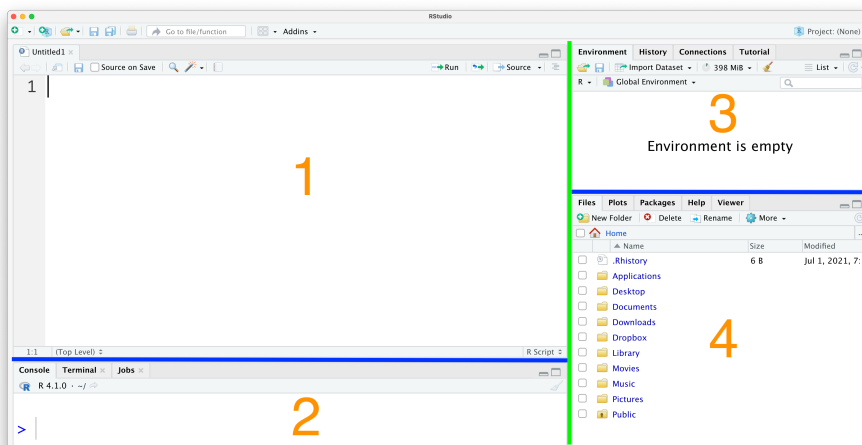 RStudio
Go to file/function
Addins
Project: (None)
Untitled1
Source on Save
Run
Source
1
1
1:1 (Top Level) R Script
Console Terminal Jobs
R 4.1.0 · ~/
2
>
Environment History Connections Tutorial
Import Dataset 398 MiB List
R Global Environment
3
Environment is empty
Files Plots Packages Help Viewer
New Folder Delete Rename More
Home
Name Size Modified
.Rhistory 6 B Jul 1, 2021, 7:
Applications
Desktop
Documents
Downloads
Dropbox
4
Library
Movies
Music
Pictures
Public